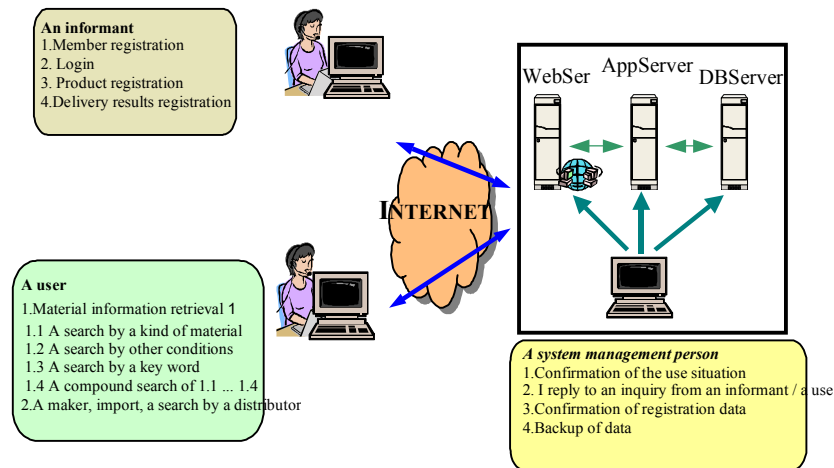 An informant
1.Member registration
2. Login
3. Product registration
4.Delivery results registration
WebSer
AppServer
DBServer
INTERNET
A user
1.Material information retrieval 1
1.1 A search by a kind of material
1.2 A search by other conditions
1.3 A search by a key word
1.4 A compound search of 1.1 ... 1.4
2.A maker, import, a search by a distributor
A system management person
1.Confirmation of the use situation
2. I reply to an inquiry from an informant / a use
3.Confirmation of registration data
4.Backup of data